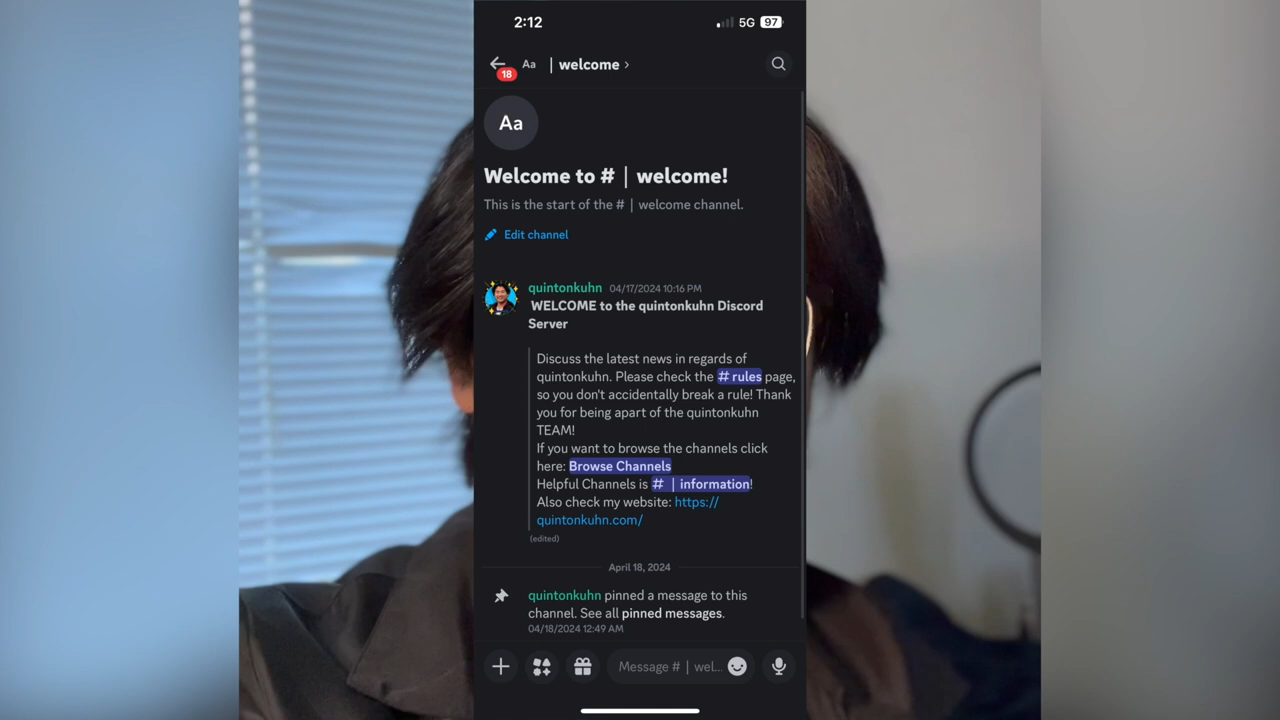 2:12 5G 97
18 Aa | welcome ›
Aa
Welcome to # | welcome!
This is the start of the # | welcome channel.
Edit channel
quintonkuhn 04/17/2024 10:16 PM
WELCOME to the quintonkuhn Discord
Server
Discuss the latest news in regards of
quintonkuhn. Please check the # rules page,
so you don't accidentally break a rule! Thank
you for being apart of the quintonkuhn
TEAM!
If you want to browse the channels click
here: Browse Channels
Helpful Channels is # | information!
Also check my website: https://
quintonkuhn.com/
(edited)
April 18, 2024
quintonkuhn pinned a message to this
channel. See all pinned messages.
04/18/2024 12:49 AM
Message # | wel...